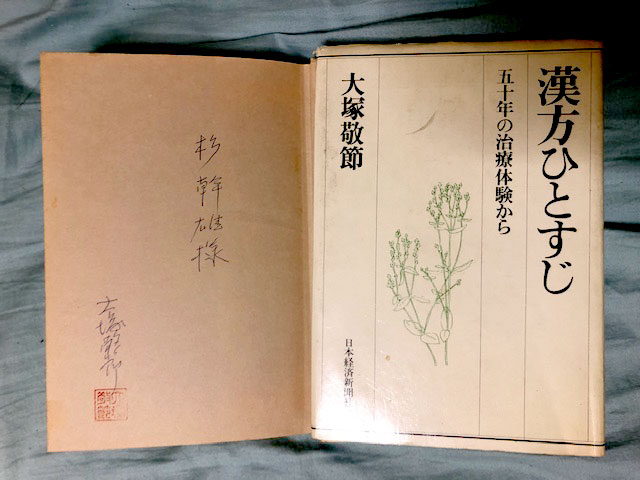 漢方ひとすじ
五十年の治療体験から
大塚敬節
日本経済新聞社
杉
幹雄様
大塚敬節